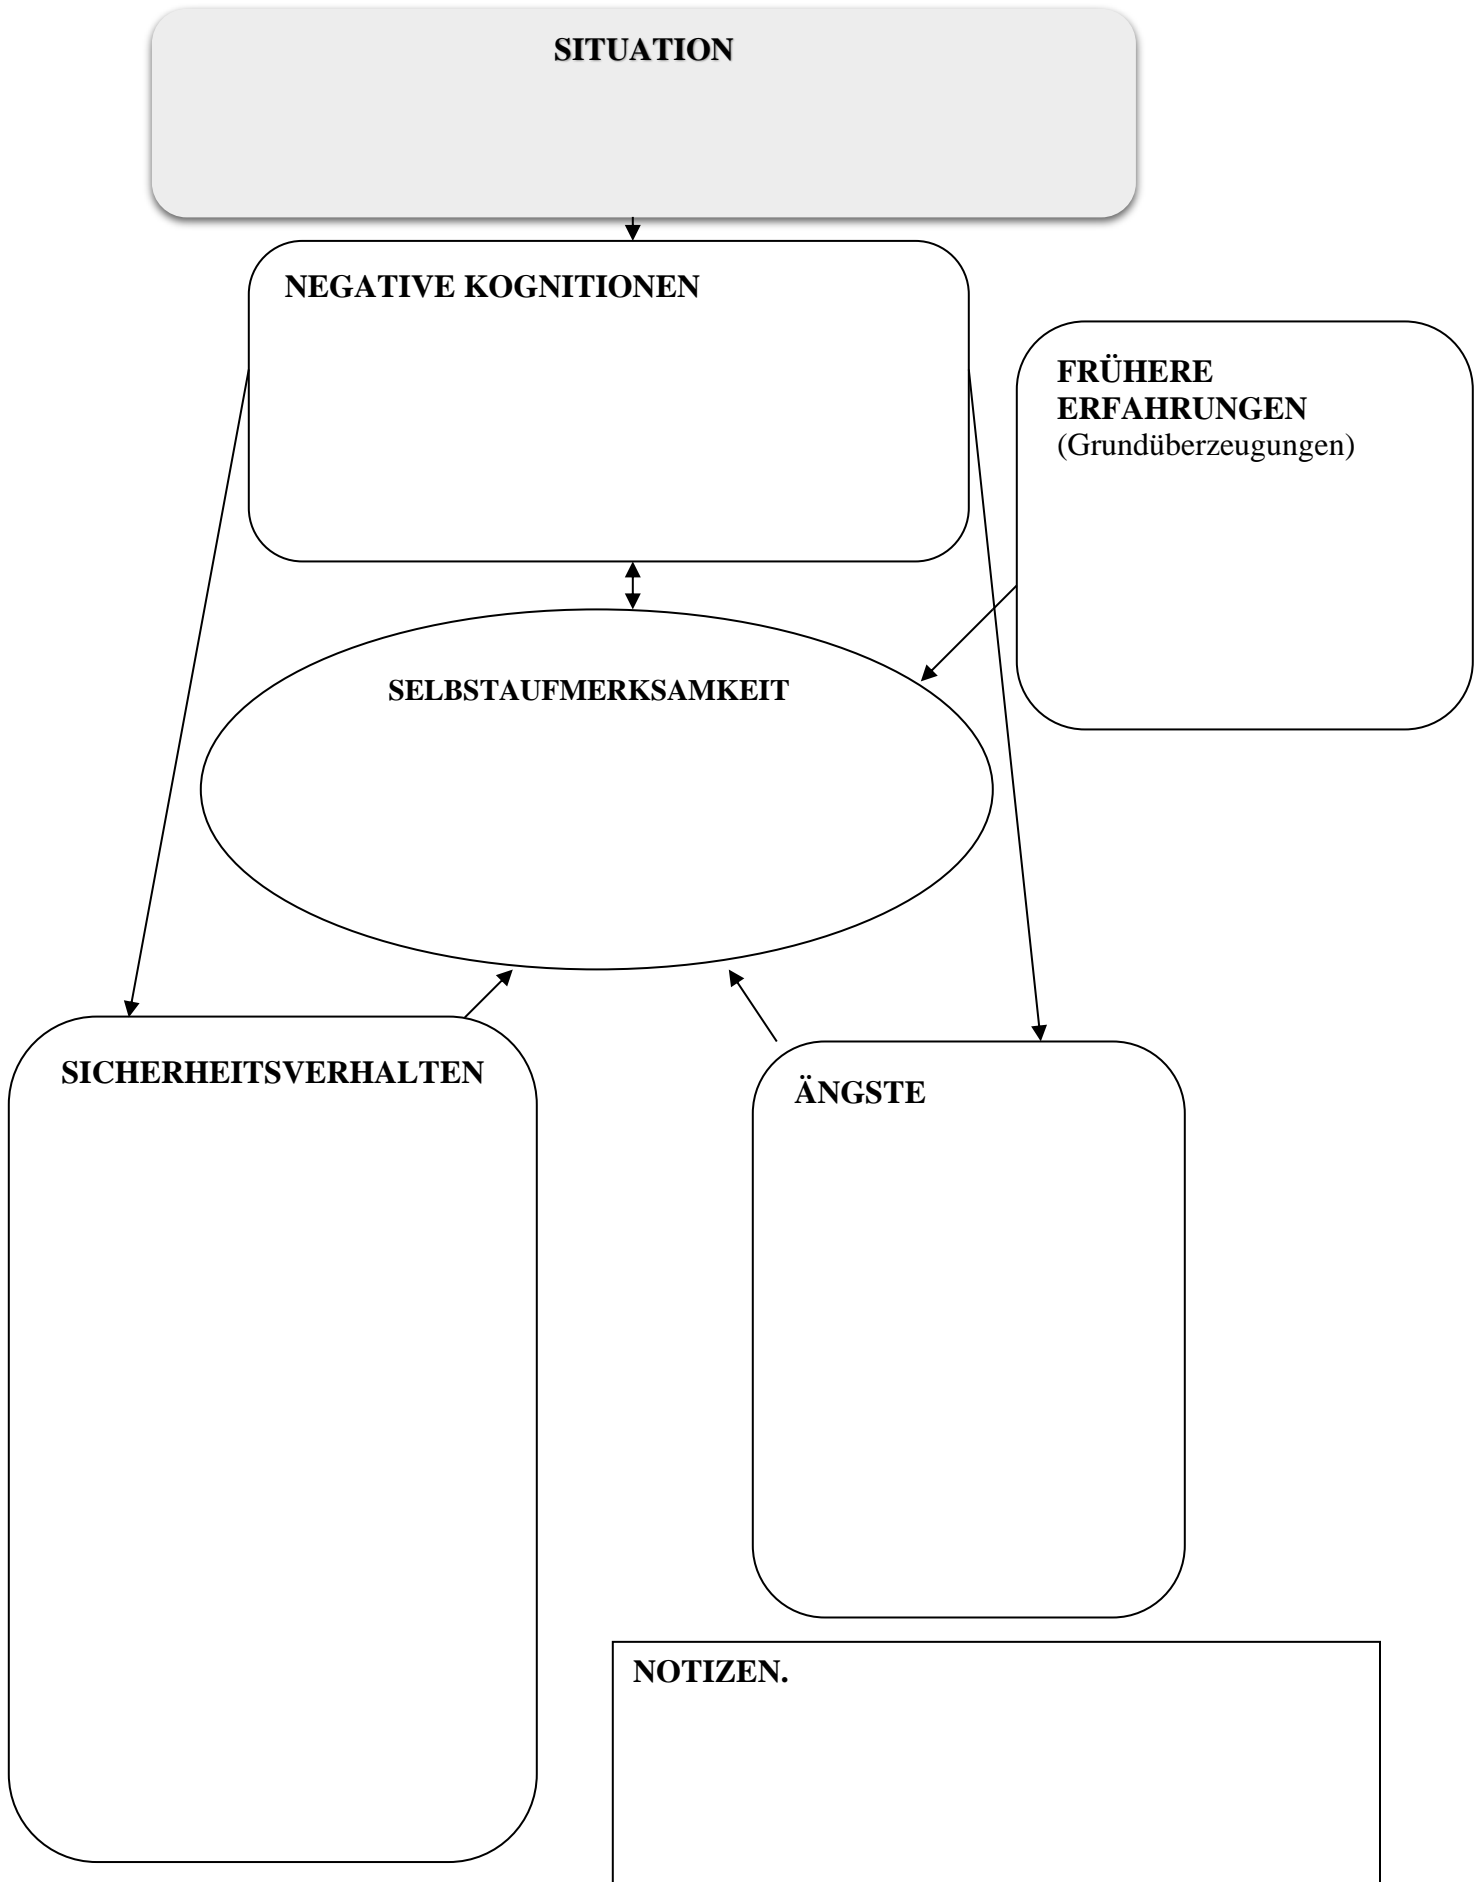 SITUATION
NEGATIVE KOGNITIONEN
FRÜHERE
ERFAHRUNGEN
(Grundüberzeugungen)
SELBSTAUFMERKSAMKEIT
SICHERHEITSVERHALTEN
ÄNGSTE
NOTIZEN.